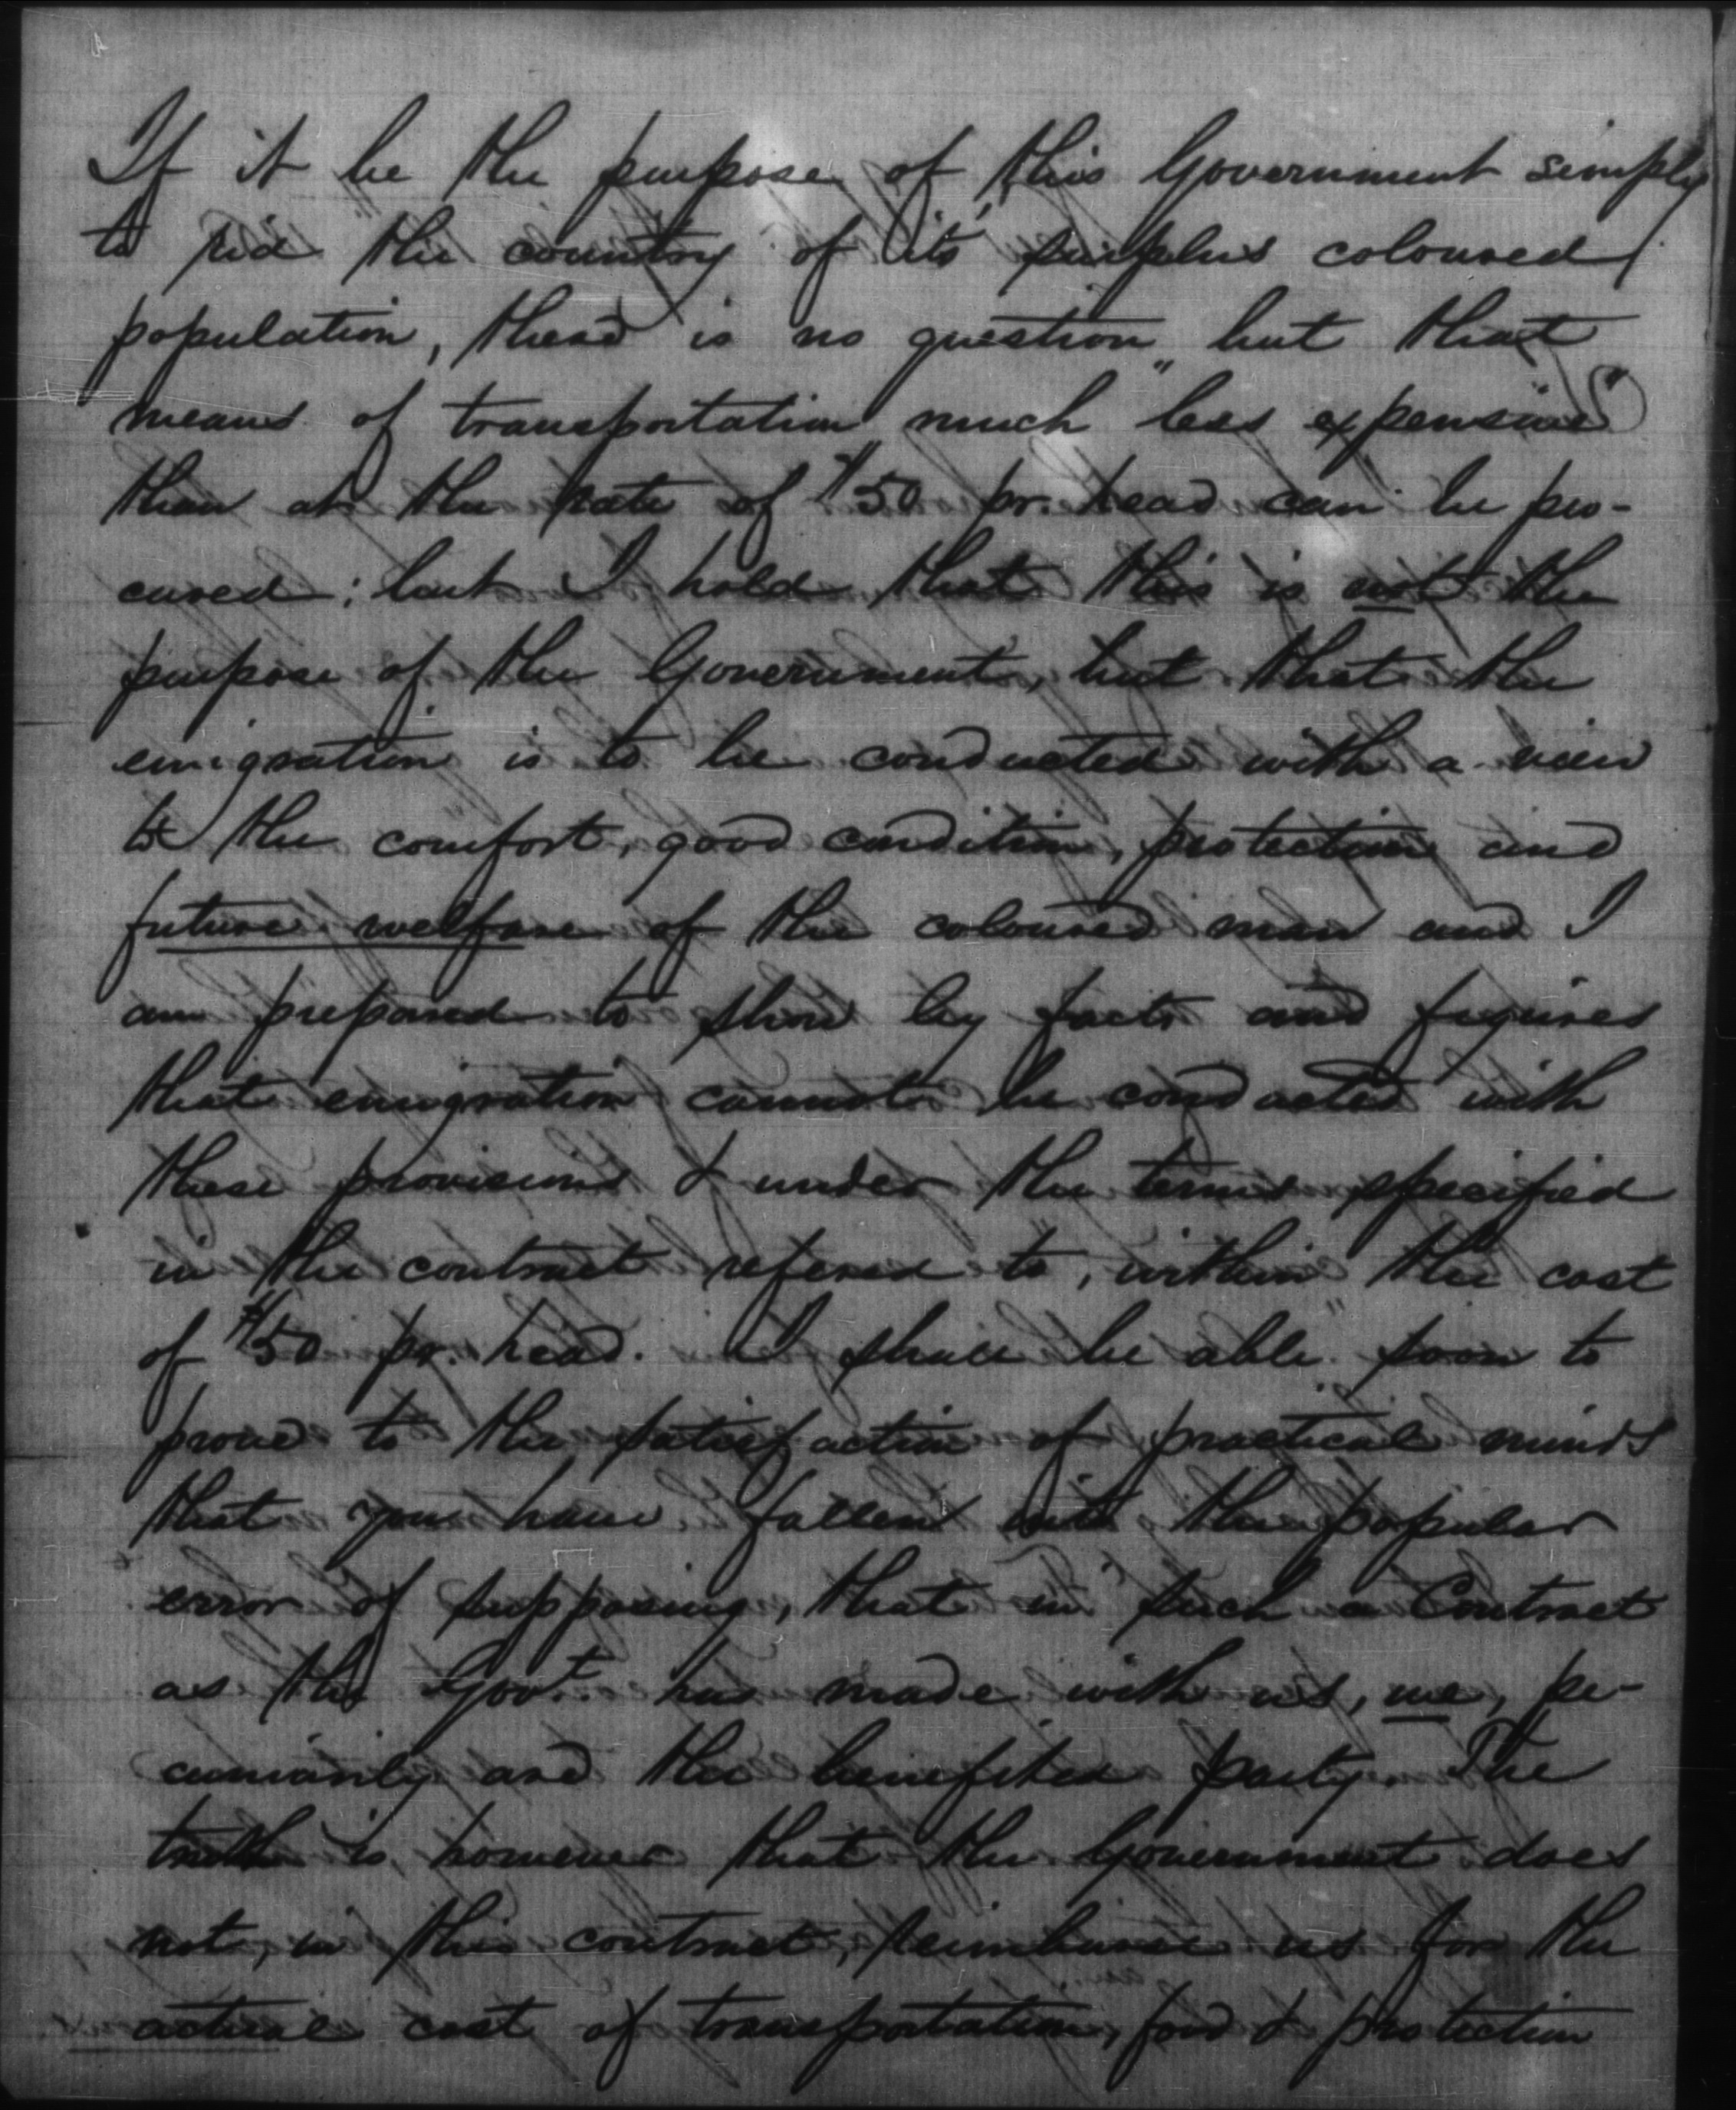 If it be the purpose of this Government simply
to rid the country of its' surplus coloured
population, there is no question but that
means of transportation much less expensive
than at the rate of $50 pr. head can be pro-
cured; but I hold that this is not the
purpose of the Government, but that the
emigration is to be conducted with a view
to the comfort, good condition, protection and
future welfare of the coloured man and I
am prepared to show by facts and figures
that emigration cannot be conducted with
these provisions & under the terms specified
in the contract refered to, within the cost
of $50 pr. head. I shall be able soon to
prove to the satisfaction of practical minds
that you have fallen into the popular
error of supposing, that in such a Contract
as the Govt. has made with us, we, pe-
cuniarily are the benefited party. The
truth is however that the Government does
not, in this contract, reimburse us for the
actual cost of transportation, food & protection